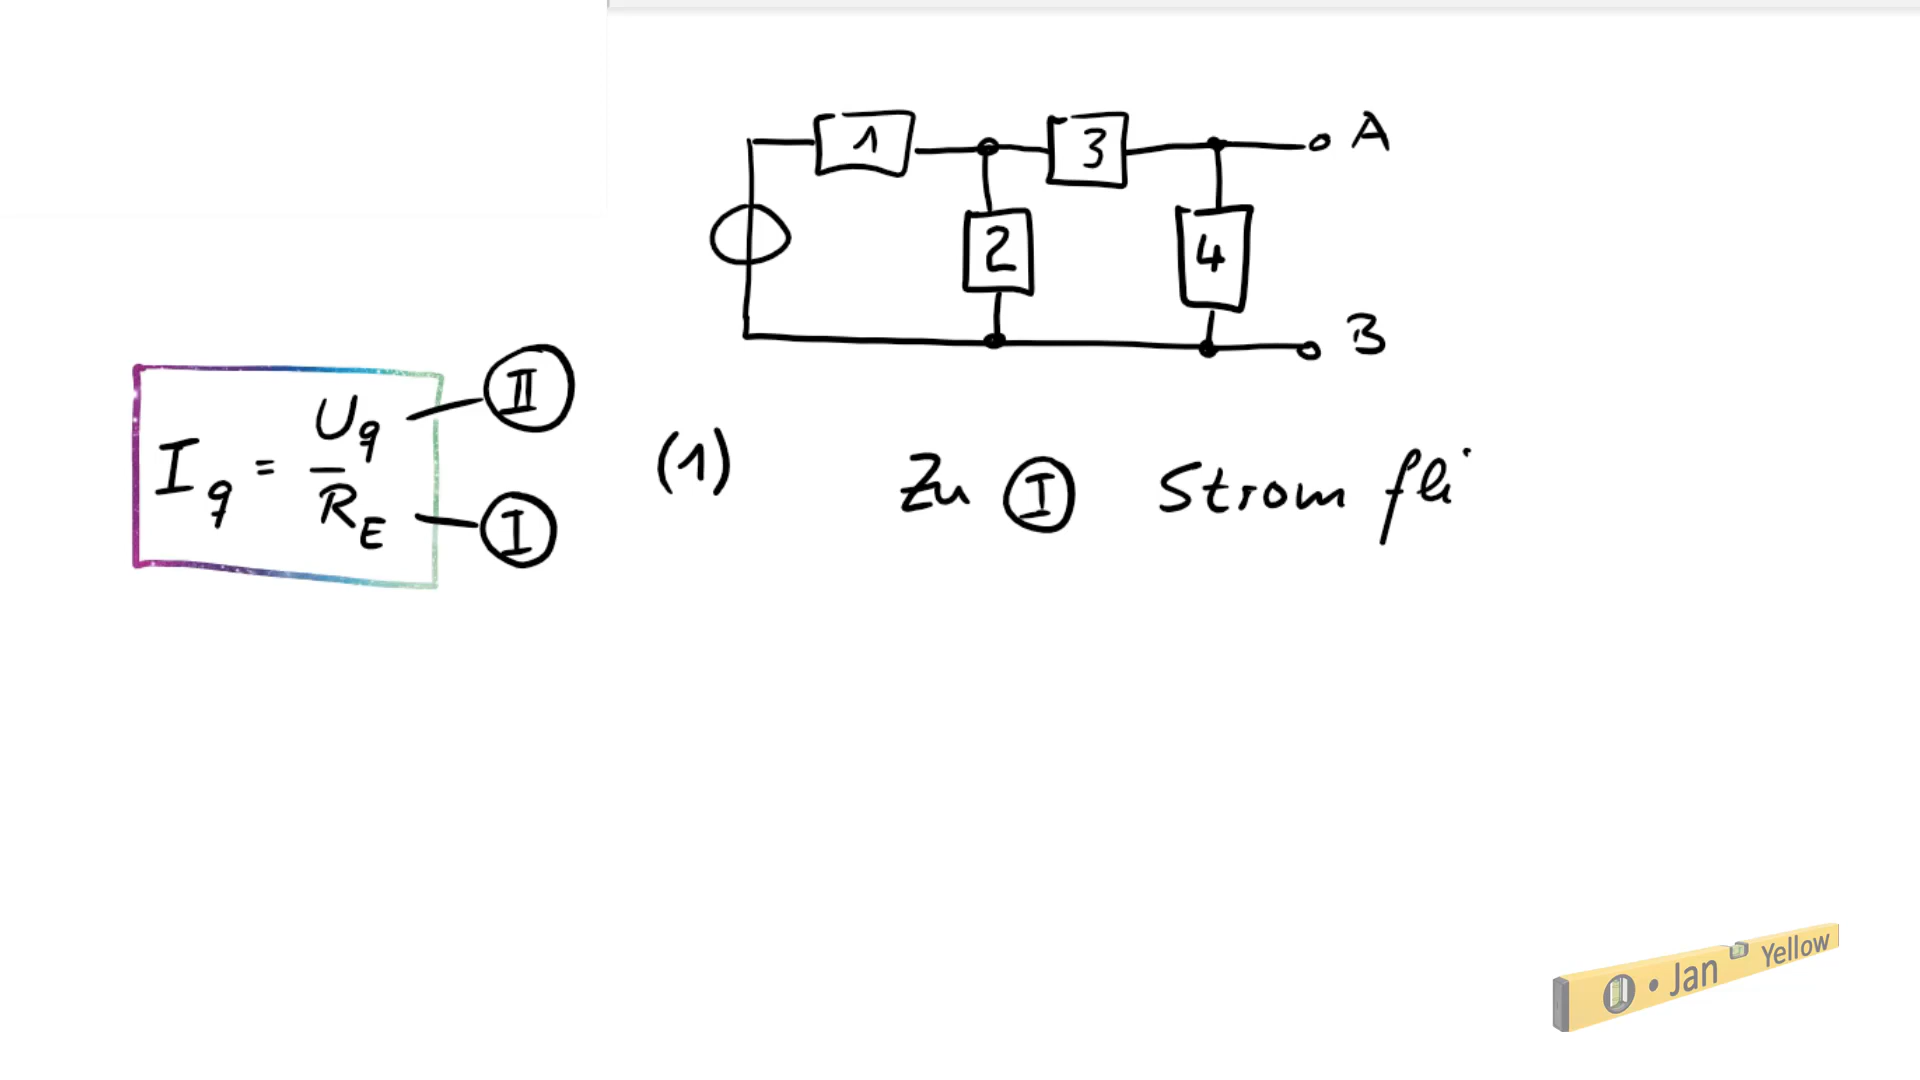 1
3
A
2
4
B
II
I_q = U_q / R_E
I
(1) Zu I Strom fli
Jan Yellow